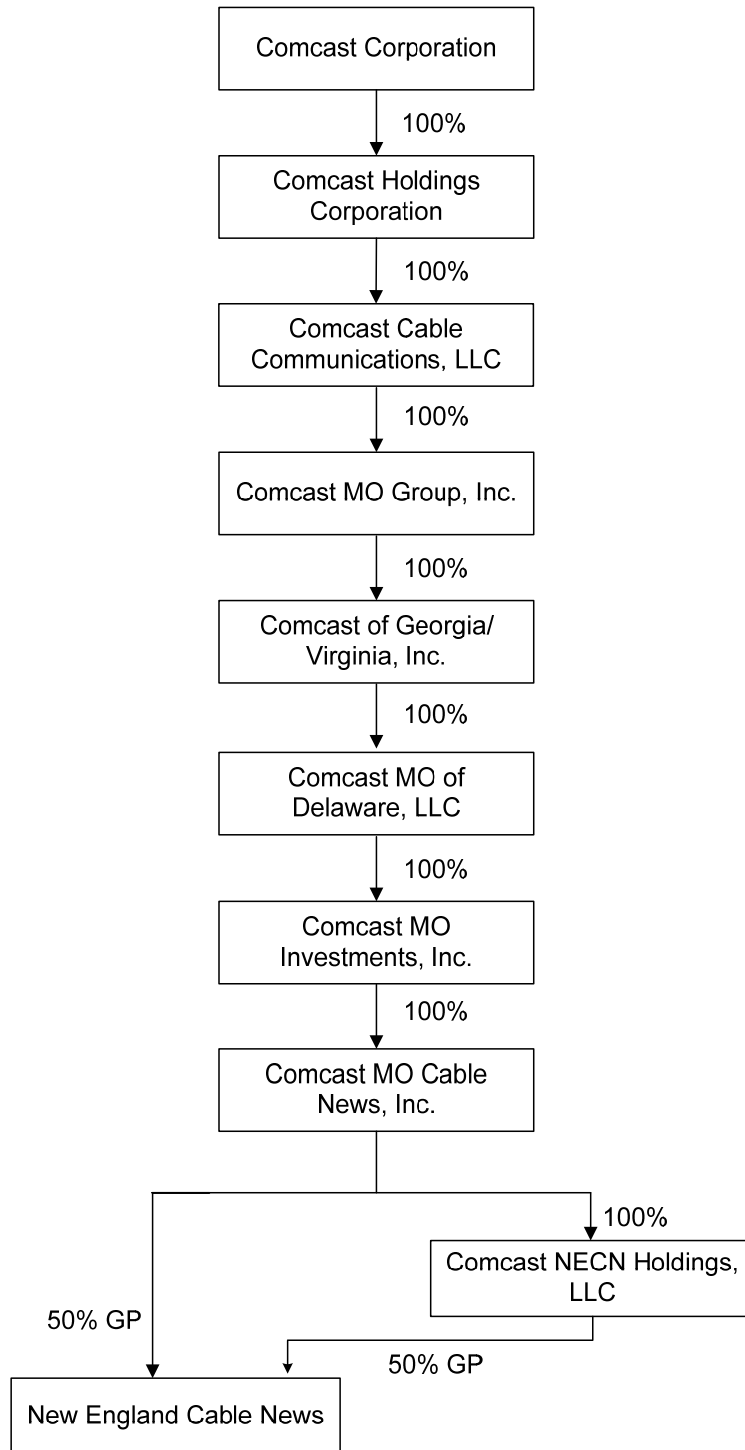 Comcast Corporation
100%
Comcast Holdings
Corporation
100%
Comcast Cable
Communications, LLC
100%
Comcast MO Group, Inc.
100%
Comcast of Georgia/
Virginia, Inc.
100%
Comcast MO of
Delaware, LLC
100%
Comcast MO
Investments, Inc.
100%
Comcast MO Cable
News, Inc.
100%
Comcast NECN Holdings,
LLC
50% GP
50% GP
New England Cable News